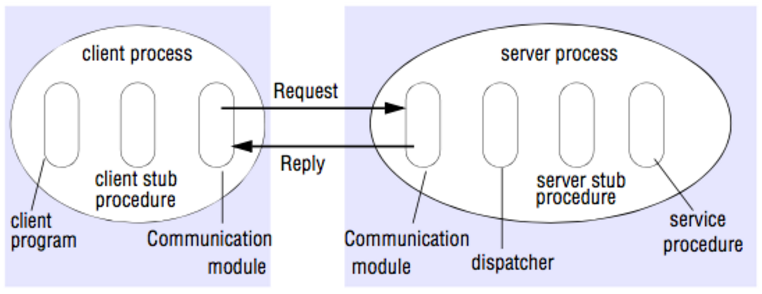 client process
server process
Request
Reply
client stub
procedure
server stub
procedure
client
program
Communication
module
Communication
module
dispatcher
service
procedure